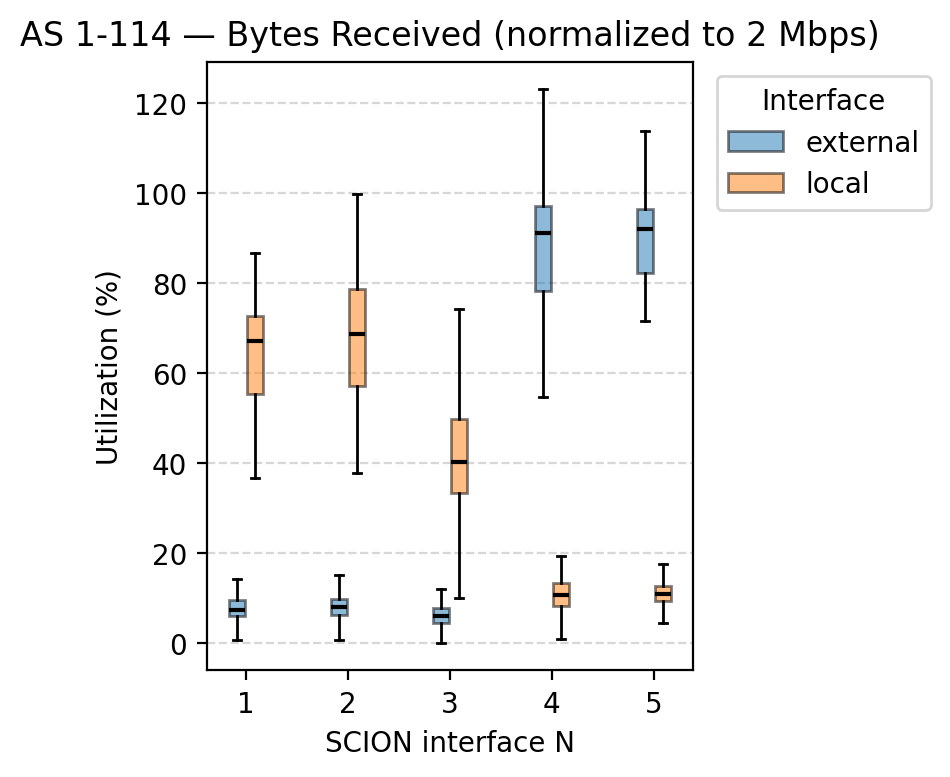 AS 1-114 — Bytes Received (normalized to 2 Mbps)
Interface
external
local
Utilization (%)
120
100
80
60
40
20
0
1 2 3 4 5
SCION interface N